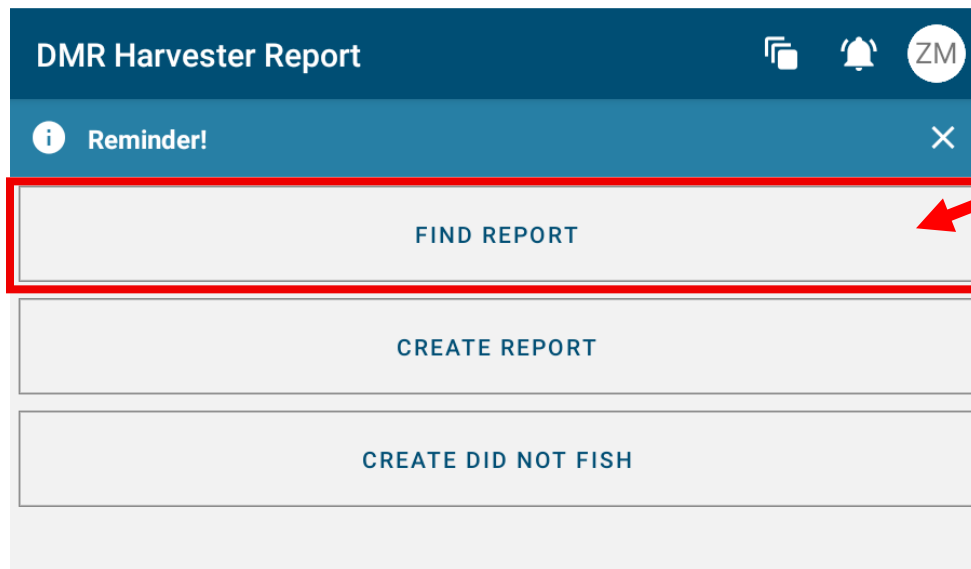 DMR Harvester Report
ZM
Reminder!
FIND REPORT
CREATE REPORT
CREATE DID NOT FISH